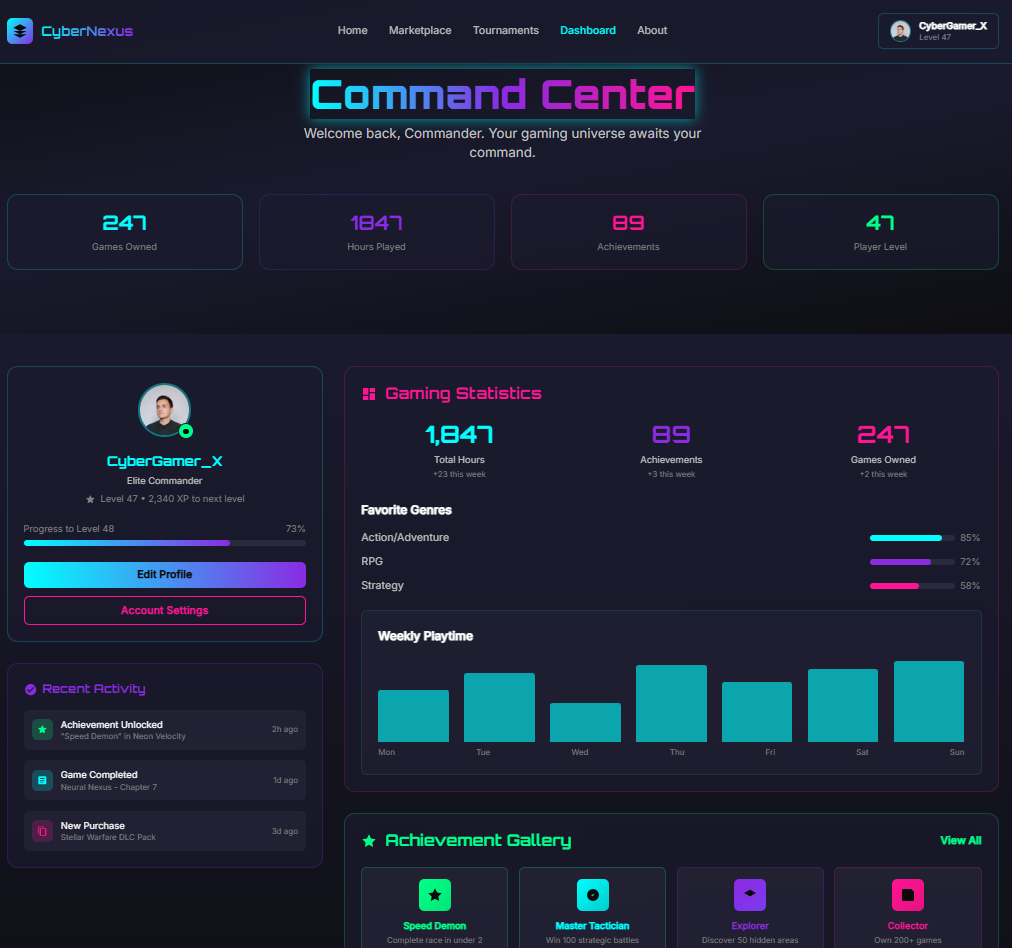 CyberNexus
Home Marketplace Tournaments Dashboard About
CyberGamer_X
Level 47
Command Center
Welcome back, Commander. Your gaming universe awaits your
command.
247
Games Owned
1847
Hours Played
89
Achievements
47
Player Level
CyberGamer_X
Elite Commander
Level 47 • 2,340 XP to next level
Progress to Level 48 73%
Edit Profile
Account Settings
Recent Activity
Achievement Unlocked
"Speed Demon" in Neon Velocity
2h ago
Game Completed
Neural Nexus - Chapter 7
1d ago
New Purchase
Stellar Warfare DLC Pack
3d ago
Gaming Statistics
1,847
Total Hours
+23 this week
89
Achievements
+3 this week
247
Games Owned
+2 this week
Favorite Genres
Action/Adventure 85%
RPG 72%
Strategy 58%
Weekly Playtime
Mon Tue Wed Thu Fri Sat Sun
Achievement Gallery
View All
Speed Demon
Complete race in under 2
Master Tactician
Win 100 strategic battles
Explorer
Discover 50 hidden areas
Collector
Own 200+ games